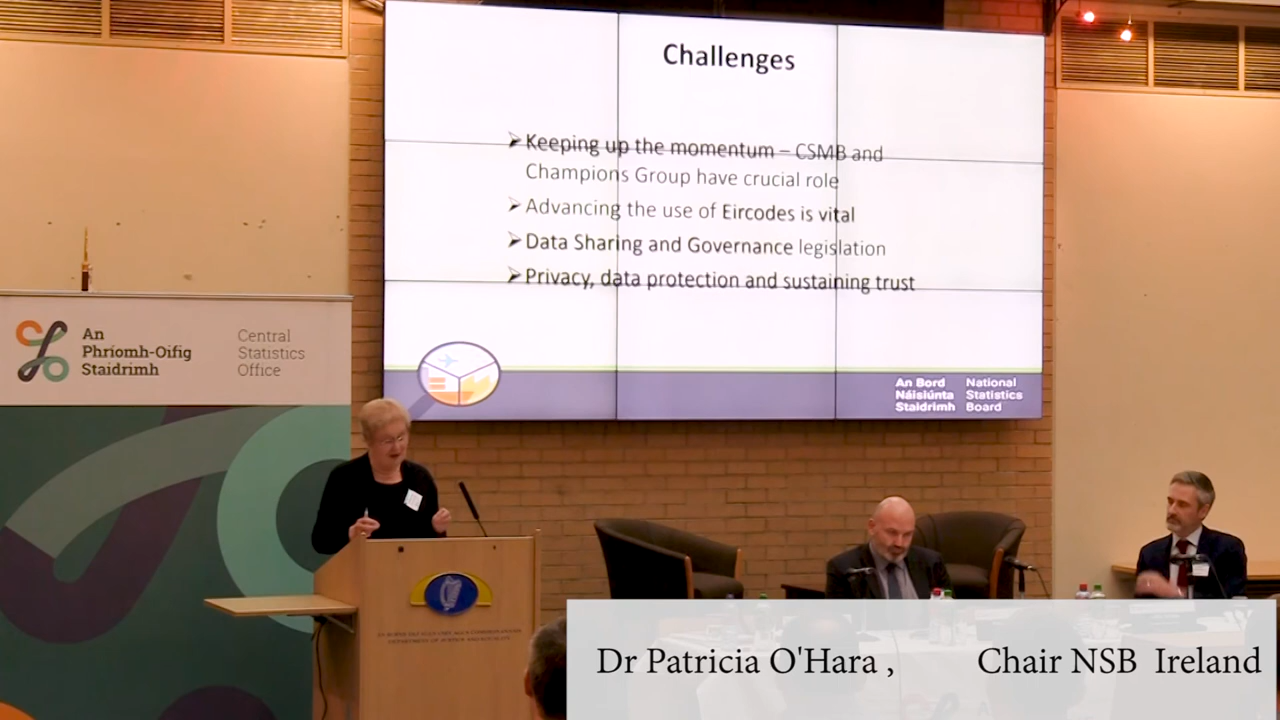 Challenges
➢Keeping up the momentum – CSMB and
Champions Group have crucial role
➢Advancing the use of Eircodes is vital
➢Data Sharing and Governance legislation
➢Privacy, data protection and sustaining trust
An Bord
Náisiúnta
Staidrimh
National
Statistics
Board
An
Phríomh-Oifig
Staidrimh
Central
Statistics
Office
Dr Patricia O'Hara , Chair NSB Ireland